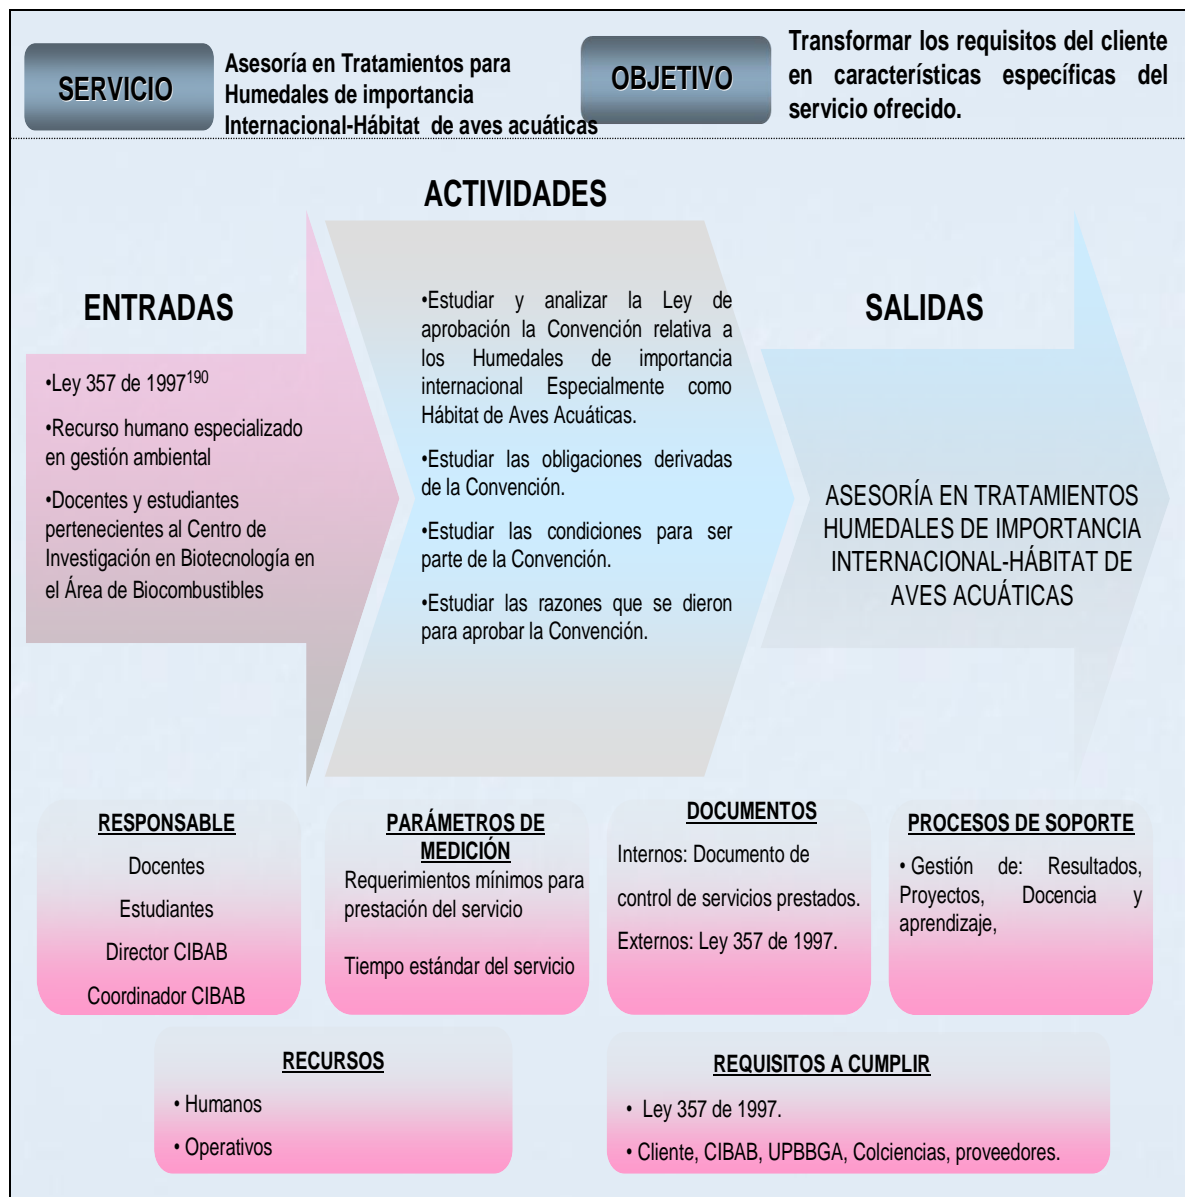 SERVICIO
Asesoría en Tratamientos para
Humedales de importancia
Internacional-Hábitat de aves acuáticas
OBJETIVO
Transformar los requisitos del cliente
en características específicas del
servicio ofrecido.
ACTIVIDADES
ENTRADAS
•Ley 357 de 1997190
•Recurso humano especializado
en gestión ambiental
•Docentes y estudiantes
pertenecientes al Centro de
Investigación en Biotecnología en
el Área de Biocombustibles
•Estudiar y analizar la Ley de
aprobación la Convención relativa a
los Humedales de importancia
internacional Especialmente como
Hábitat de Aves Acuáticas.
•Estudiar las obligaciones derivadas
de la Convención.
•Estudiar las condiciones para ser
parte de la Convención.
•Estudiar las razones que se dieron
para aprobar la Convención.
SALIDAS
ASESORÍA EN TRATAMIENTOS
HUMEDALES DE IMPORTANCIA
INTERNACIONAL-HÁBITAT DE
AVES ACUÁTICAS
RESPONSABLE
Docentes
Estudiantes
Director CIBAB
Coordinador CIBAB
PARÁMETROS DE
MEDICIÓN
Requerimientos mínimos para
prestación del servicio
Tiempo estándar del servicio
DOCUMENTOS
Internos: Documento de
control de servicios prestados.
Externos: Ley 357 de 1997.
PROCESOS DE SOPORTE
• Gestión de: Resultados,
Proyectos, Docencia y
aprendizaje,
RECURSOS
• Humanos
• Operativos
REQUISITOS A CUMPLIR
• Ley 357 de 1997.
• Cliente, CIBAB, UPBBGA, Colciencias, proveedores.